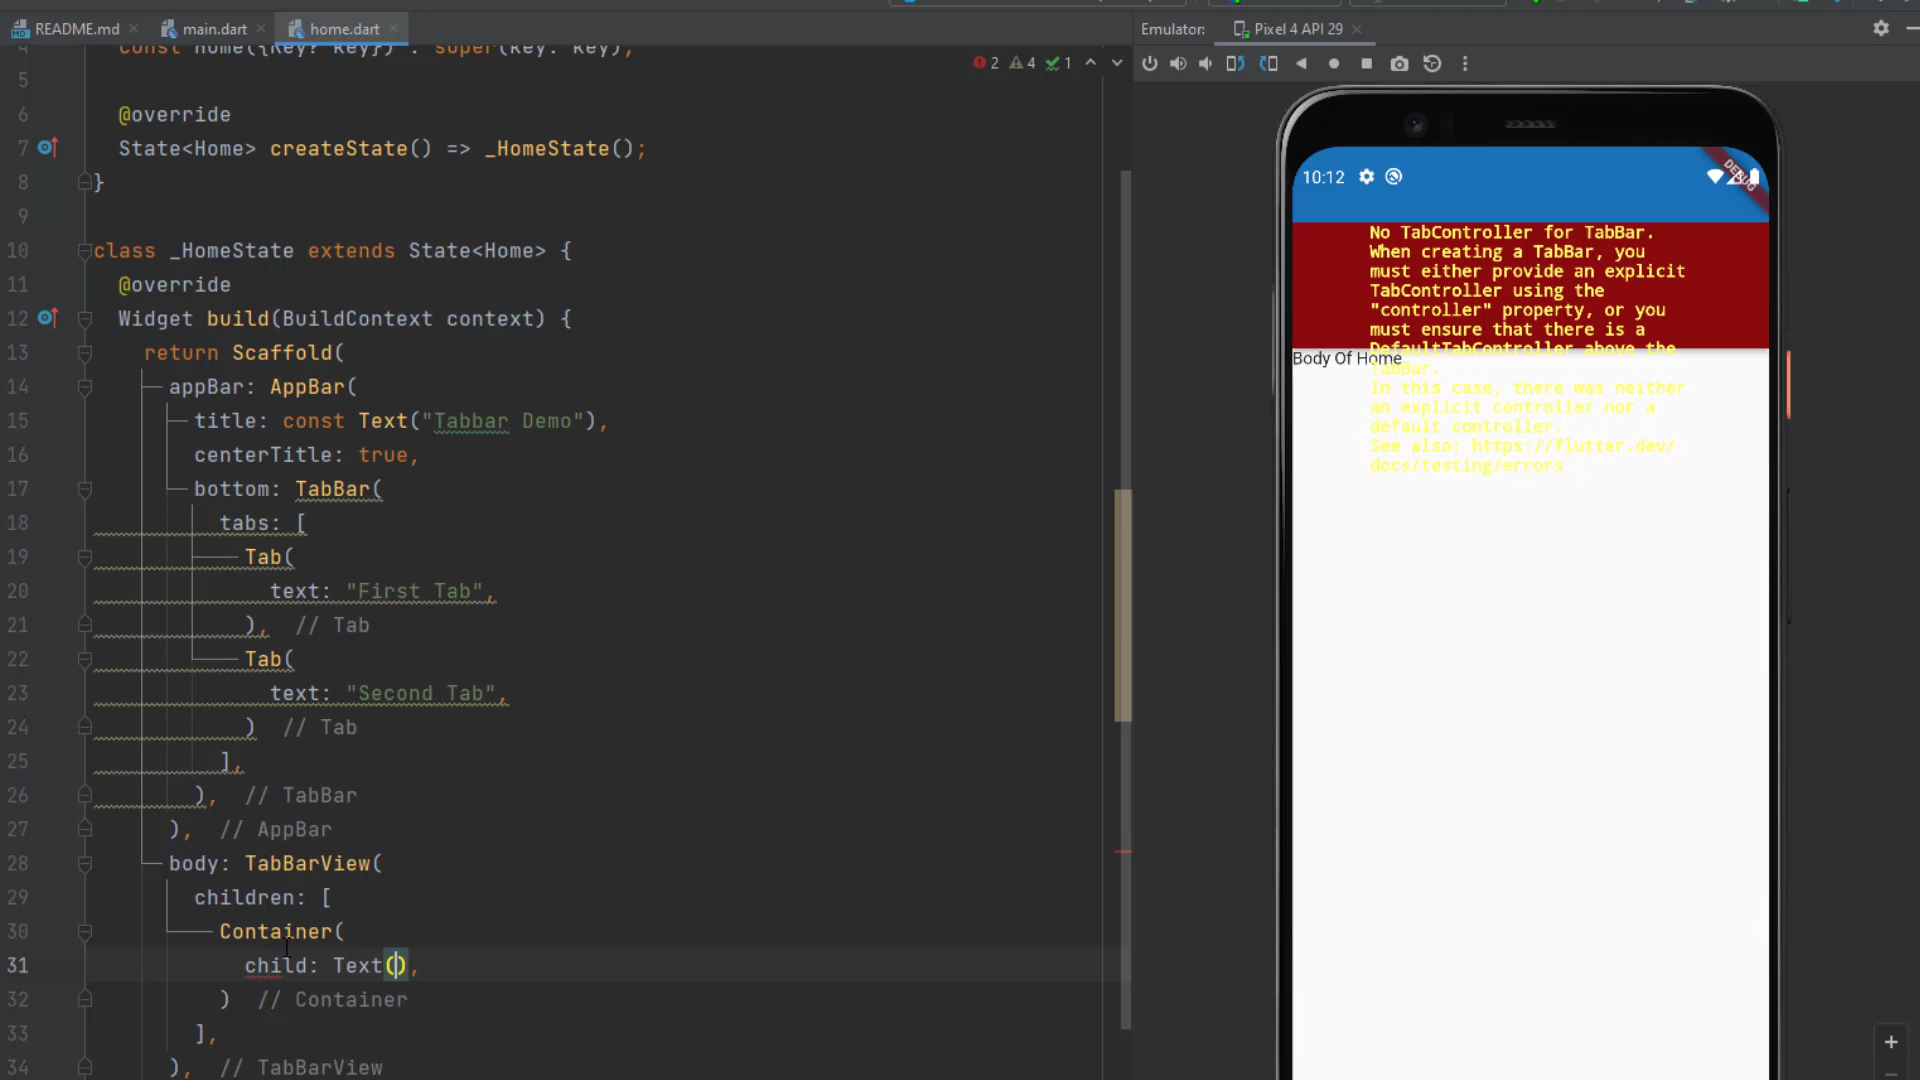 README.md
main.dart
home.dart
Emulator:
Pixel 4 API 29
4 const Home({Key? key}) : super(key: key);
2 4 1
5
6 @override
7 State<Home> createState() => _HomeState();
8 }
9
10 class _HomeState extends State<Home> {
11 @override
12 Widget build(BuildContext context) {
13 return Scaffold(
14 appBar: AppBar(
15 title: const Text("Tabbar Demo"),
16 centerTitle: true,
17 bottom: TabBar(
18 tabs: [
19 Tab(
20 text: "First Tab",
21 ), // Tab
22 Tab(
23 text: "Second Tab",
24 ) // Tab
25 ],
26 ), // TabBar
27 ), // AppBar
28 body: TabBarView(
29 children: [
30 Container(
31 child: Text(),
32 ) // Container
33 ],
34 ), // TabBarView
10:12
DEBUG
No TabController for TabBar.
When creating a TabBar, you
must either provide an explicit
TabController using the
"controller" property, or you
must ensure that there is a
DefaultTabController above the
Body Of Home
TabBar.
In this case, there was neither
an explicit controller nor a
default controller.
See also: https://flutter.dev/
docs/testing/errors